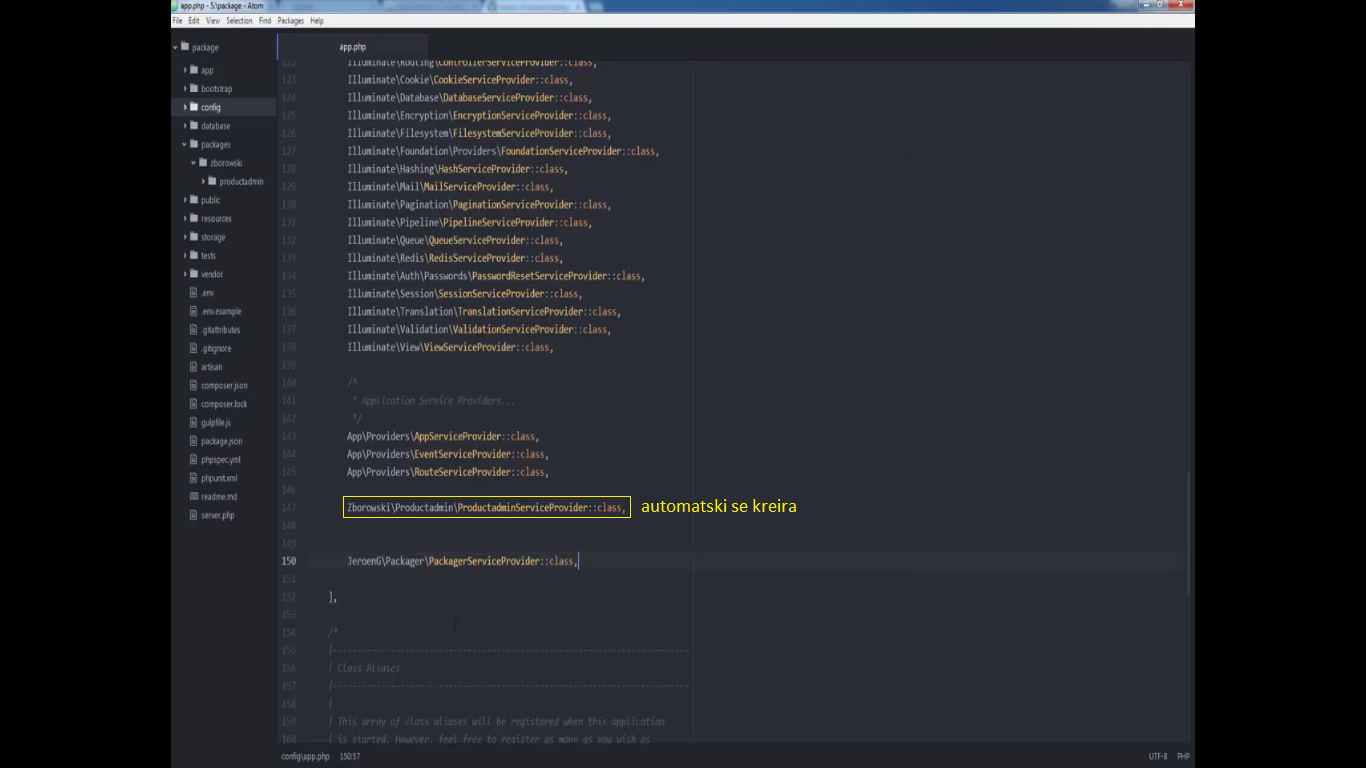 app.php - S:\package - Atom
File Edit View Selection Find Packages Help
package
app
bootstrap
config
database
packages
zborowski
productadmin
public
resources
storage
tests
vendor
.env
.env.example
.gitattributes
.gitignore
artisan
composer.json
composer.lock
gulpfile.js
package.json
phpspec.yml
phpunit.xml
readme.md
server.php
app.php
122 Illuminate\Routing\ControllerServiceProvider::class,
123 Illuminate\Cookie\CookieServiceProvider::class,
124 Illuminate\Database\DatabaseServiceProvider::class,
125 Illuminate\Encryption\EncryptionServiceProvider::class,
126 Illuminate\Filesystem\FilesystemServiceProvider::class,
127 Illuminate\Foundation\Providers\FoundationServiceProvider::class,
128 Illuminate\Hashing\HashServiceProvider::class,
129 Illuminate\Mail\MailServiceProvider::class,
130 Illuminate\Pagination\PaginationServiceProvider::class,
131 Illuminate\Pipeline\PipelineServiceProvider::class,
132 Illuminate\Queue\QueueServiceProvider::class,
133 Illuminate\Redis\RedisServiceProvider::class,
134 Illuminate\Auth\Passwords\PasswordResetServiceProvider::class,
135 Illuminate\Session\SessionServiceProvider::class,
136 Illuminate\Translation\TranslationServiceProvider::class,
137 Illuminate\Validation\ValidationServiceProvider::class,
138 Illuminate\View\ViewServiceProvider::class,
139
140 /*
141 * Application Service Providers...
142 */
143 App\Providers\AppServiceProvider::class,
144 App\Providers\EventServiceProvider::class,
145 App\Providers\RouteServiceProvider::class,
146
147 Zborowski\Productadmin\ProductadminServiceProvider::class, automatski se kreira
148
149
150 JeroenG\Packager\PackagerServiceProvider::class,
151
152 ],
153
154 /*
155 |--------------------------------------------------------------------------
156 | Class Aliases
157 |--------------------------------------------------------------------------
158 |
159 | This array of class aliases will be registered when this application
160 | is started. However, feel free to register as many as you wish as
config\app.php 150:57 UTF-8 PHP